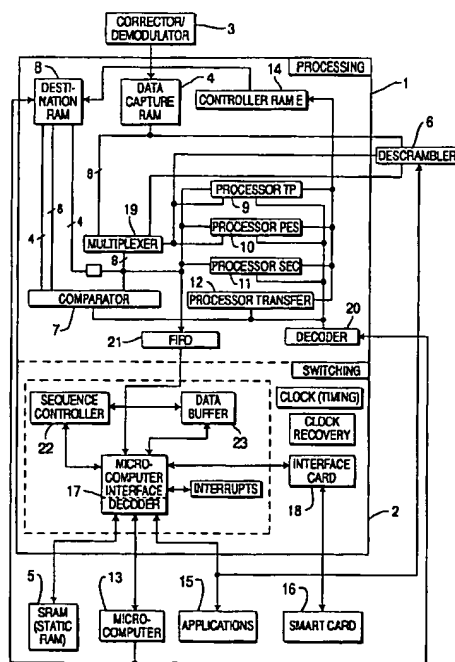 CORRECTOR/
DEMODULATOR
3
PROCESSING
8
DESTI-
NATION
RAM
4
DATA
CAPTURE
RAM
14
CONTROLLER RAM E
1
6
DESCRAMBLER
8
PROCESSOR TP
9
4
8
4
19
MULTIPLEXER
PROCESSOR PES
10
8
PROCESSOR SEC
11
12
PROCESSOR TRANSFER
COMPARATOR
7
20
DECODER
21
FIFO
SWITCHING
SEQUENCE
CONTROLLER
22
DATA
BUFFER
23
CLOCK (TIMING)
CLOCK
RECOVERY
MICRO-
COMPUTER
INTERFACE
DECODER
17
INTERRUPTS
INTERFACE
CARD
18
2
5
SRAM
(STATIC
RAM)
13
MICRO-
COMPUTER
15
APPLICATIONS
16
SMART CARD